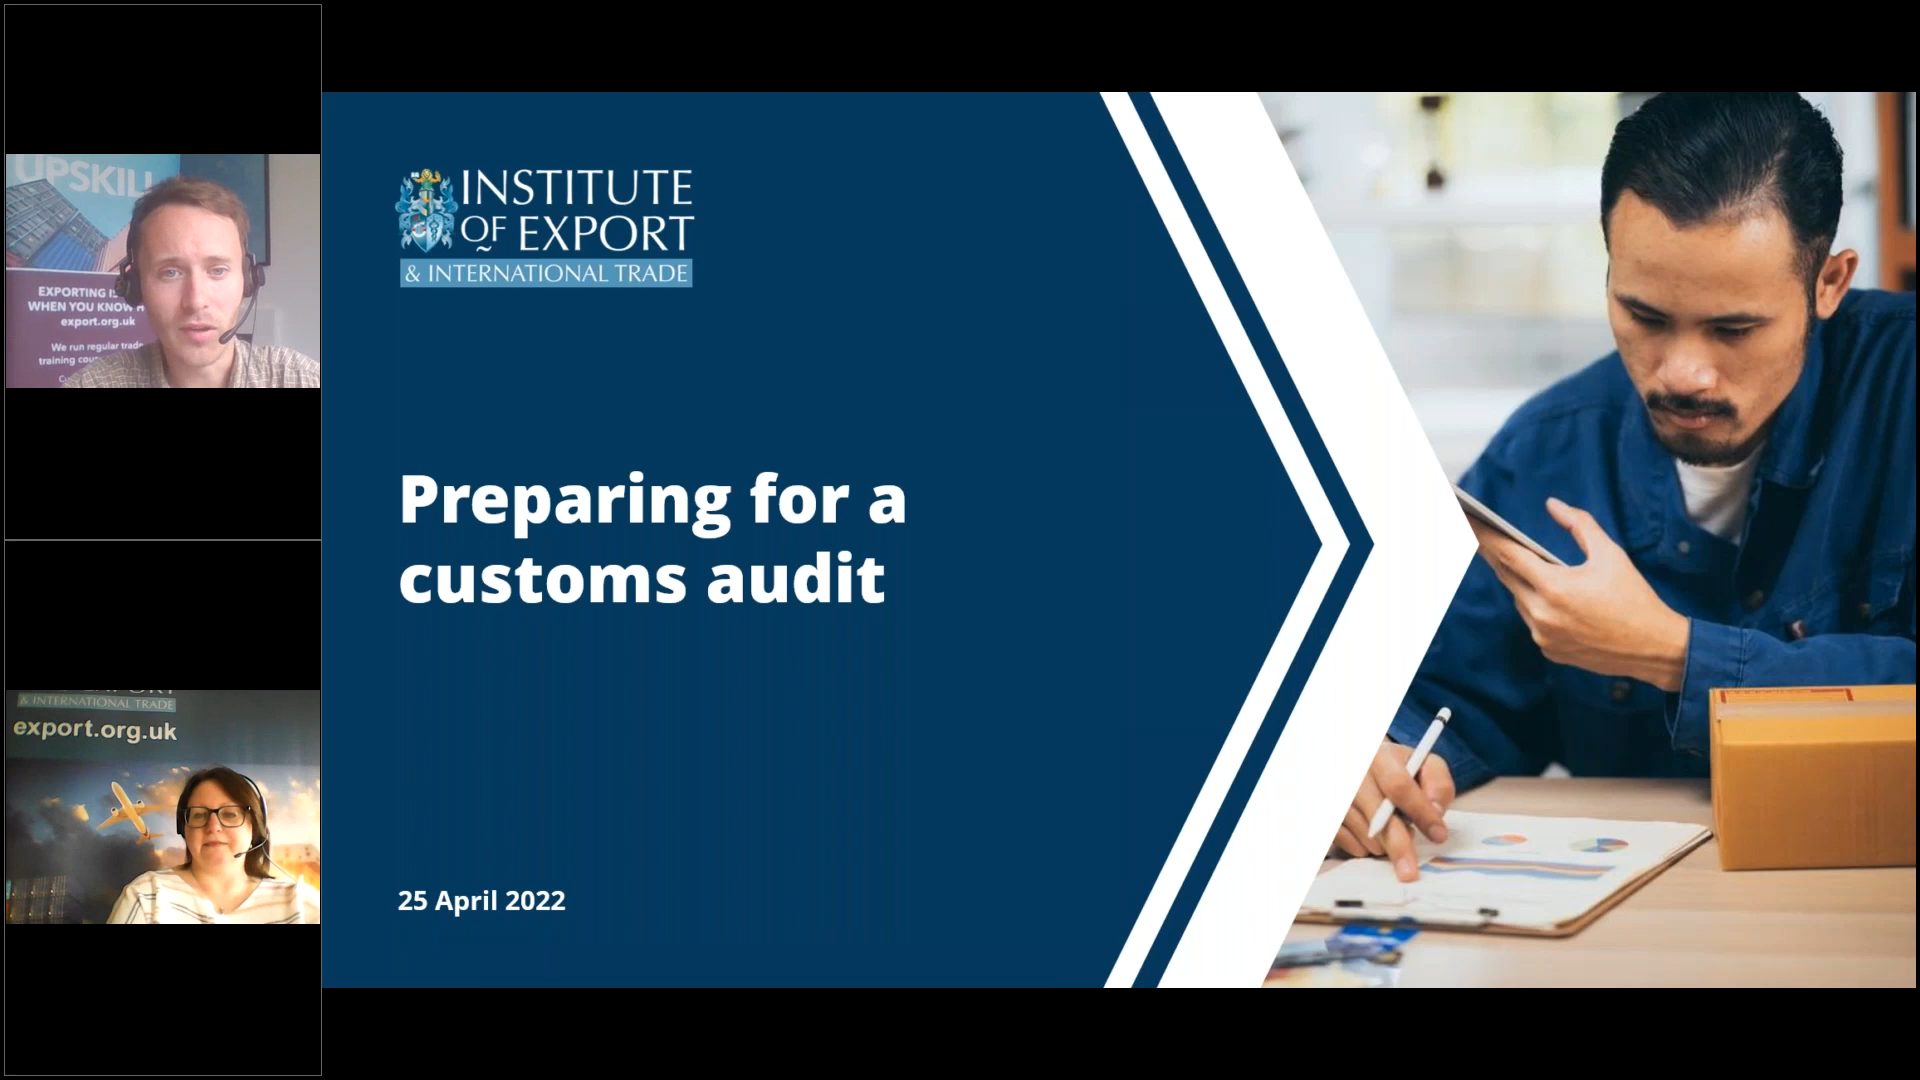 UPSKILL
EXPORTING IS
WHEN YOU KNOW H
export.org.uk
We run regular trade
training cou
& INTERNATIONAL TRADE
export.org.uk
INSTITUTE
OF EXPORT
& INTERNATIONAL TRADE
Preparing for a
customs audit
25 April 2022